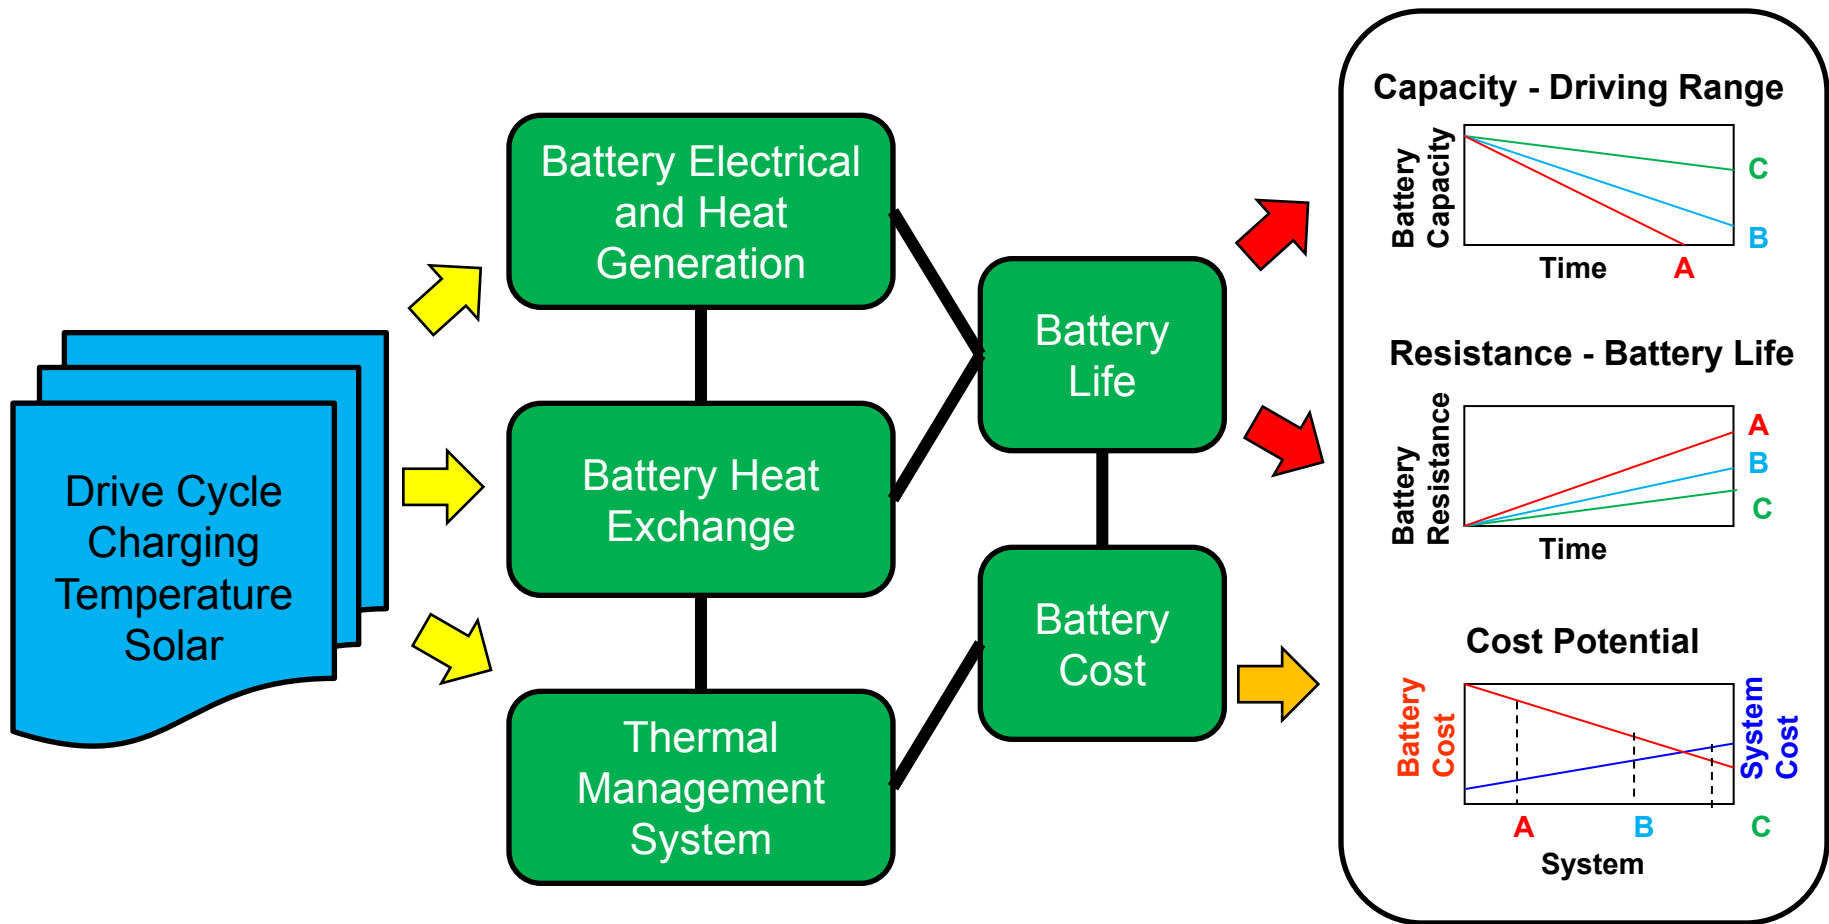 Drive Cycle
Charging
Temperature
Solar
Battery Electrical
and Heat
Generation
Battery Heat
Exchange
Thermal
Management
System
Battery
Life
Battery
Cost
Capacity - Driving Range
Battery
Capacity
C
B
Time
A
Resistance - Battery Life
Battery
Resistance
A
B
C
Time
Cost Potential
Battery
Cost
System
Cost
A
B
C
System